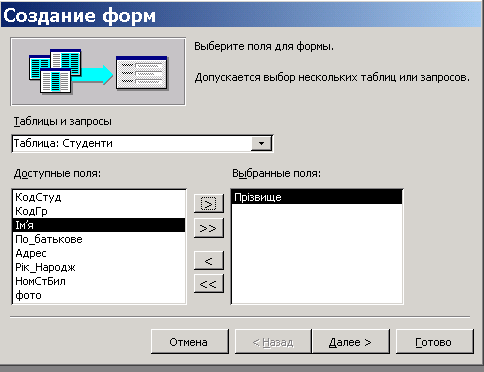 Создание форм
Выберите поля для формы.
Допускается выбор нескольких таблиц или запросов.
Таблицы и запросы
Таблица: Студенти
Доступные поля:
Выбранные поля:
КодСтуд
КодГр
Ім'я
По_батькове
Адрес
Рік_Народж
НомСтБил
фото
>
>>
<
<<
Прізвище
Отмена
< Назад
Далее >
Готово